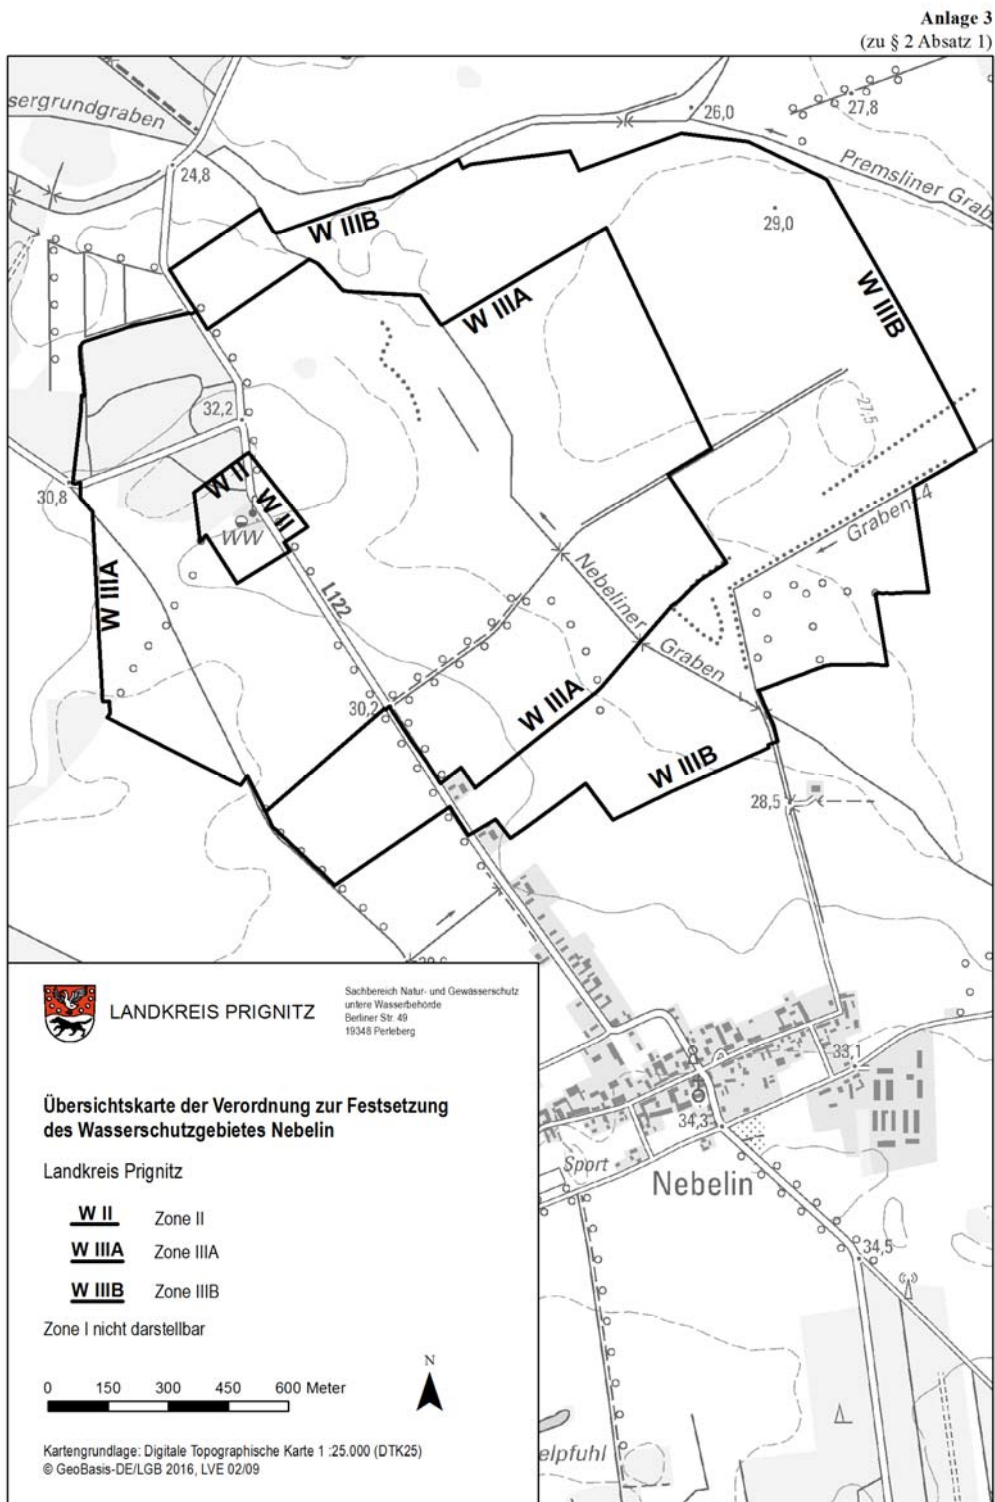 Anlage 3
(zu § 2 Absatz 1)
sergrundgraben
26,0
27,8
24,8
Premsliner Grab
29,0
W IIIB
W IIIA
W IIIB
27,5
32,2
30,8
W II
W II
WW
Graben 4
W IIIA
L122
Nebeliner
Graben
30,2
W IIIA
W IIIB
28,5
33,1
34,3
Sport
Nebelin
34,5
elpfuhl
LANDKREIS PRIGNITZ
Sachbereich Natur- und Gewässerschutz
untere Wasserbehörde
Berliner Str. 49
19348 Perleberg
Übersichtskarte der Verordnung zur Festsetzung
des Wasserschutzgebietes Nebelin
Landkreis Prignitz
W II Zone II
W IIIA Zone IIIA
W IIIB Zone IIIB
Zone I nicht darstellbar
N
0 150 300 450 600 Meter
Kartengrundlage: Digitale Topographische Karte 1 :25.000 (DTK25)
© GeoBasis-DE/LGB 2016, LVE 02/09